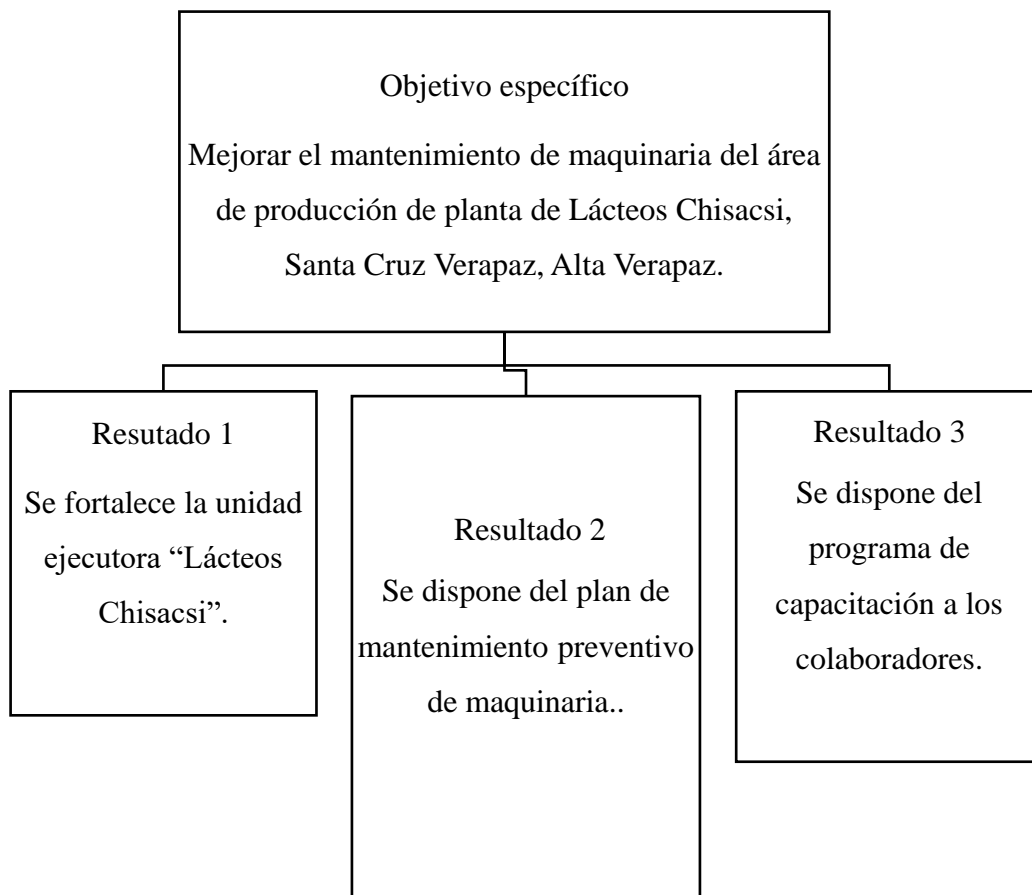 Objetivo específico
Mejorar el mantenimiento de maquinaria del área
de producción de planta de Lácteos Chisacsi,
Santa Cruz Verapaz, Alta Verapaz.
Resutado 1
Se fortalece la unidad
ejecutora “Lácteos
Chisacsi”.
Resultado 2
Se dispone del plan de
mantenimiento preventivo
de maquinaria..
Resultado 3
Se dispone del
programa de
capacitación a los
colaboradores.